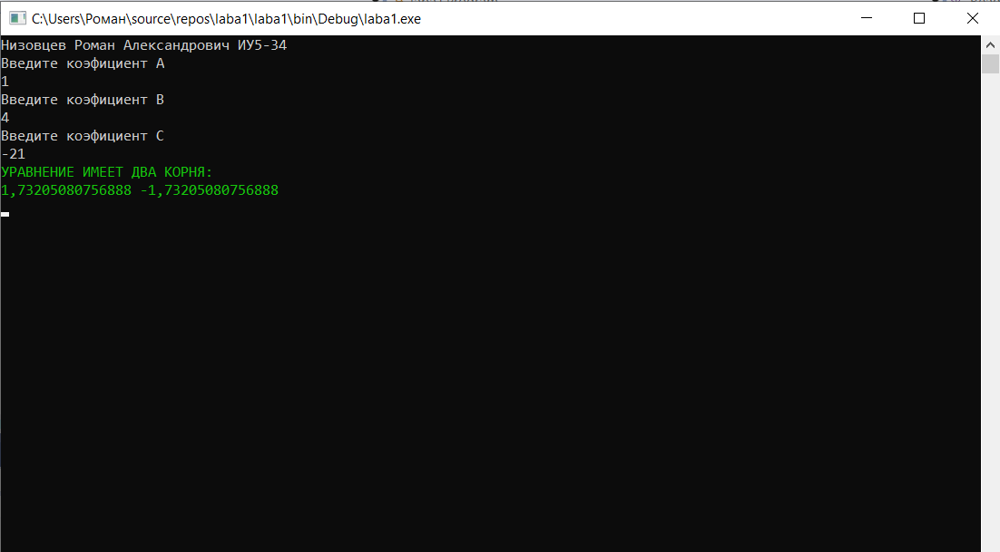 C:\Users\Роман\source\repos\laba1\laba1\bin\Debug\laba1.exe
Низовцев Роман Александрович ИУ5-34
Введите коэфициент A
1
Введите коэфициент B
4
Введите коэфициент C
-21
УРАВНЕНИЕ ИМЕЕТ ДВА КОРНЯ:
1,73205080756888 -1,73205080756888